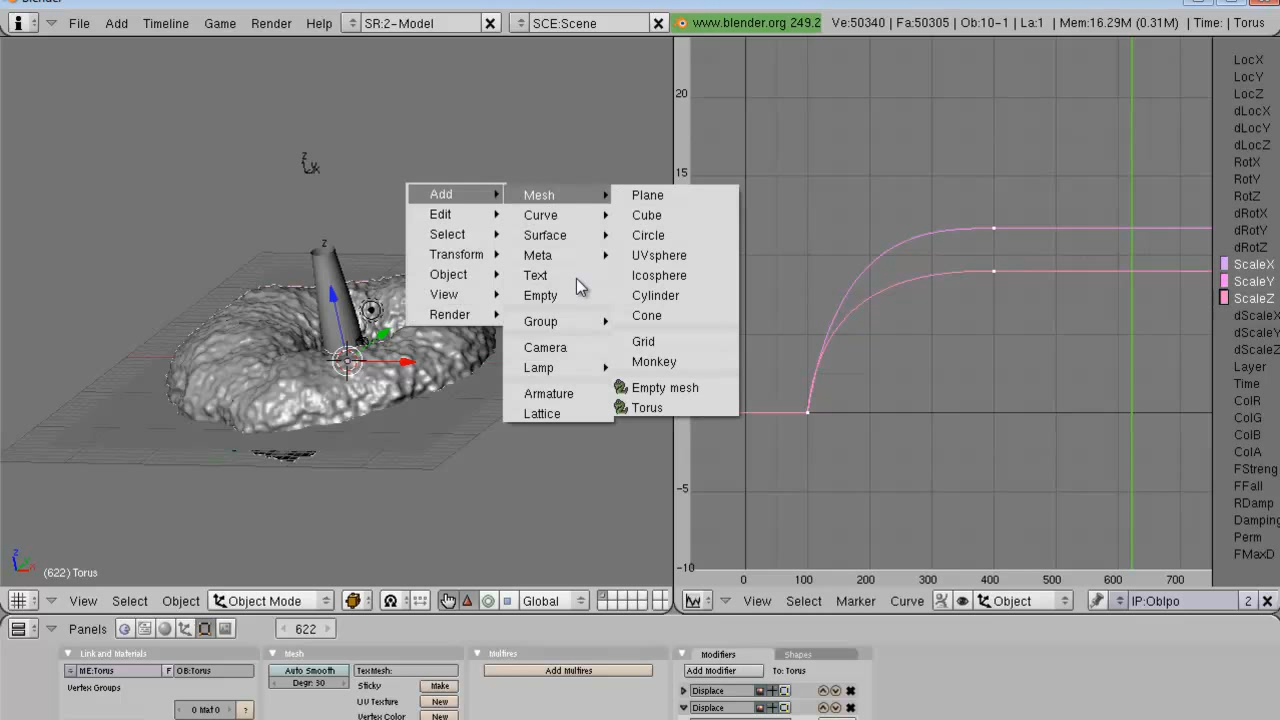 Blender
Add Timeline Game Render Help SR:2-Model SCE:Scene www.blender.org 249.2 Ve:50340 | Fa:50305 | Ob:10-1 | La:1 | Mem:16.29M (0.31M) | Time: | Torus
File
20
15
-5
-10
0 100 200 300 400 500 600 700
z
z
z
Add
Edit
Select
Transform
Object
View
Render
Mesh
Curve
Surface
Meta
Text
Empty
Group
Camera
Lamp
Armature
Lattice
Plane
Cube
Circle
UVsphere
Icosphere
Cylinder
Cone
Grid
Monkey
Empty mesh
Torus
LocX
LocY
LocZ
dLocX
dLocY
dLocZ
RotX
RotY
RotZ
dRotX
dRotY
dRotZ
ScaleX
ScaleY
ScaleZ
dScaleX
dScaleY
dScaleZ
Layer
Time
ColR
ColG
ColB
ColA
FStreng
FFall
RDamp
Damping
Perm
FMaxD
(622) Torus
View Select Object Object Mode Global
View Select Marker Curve Object IP:ObIpo 2
Panels 622
Link and Materials
ME:Torus F OB:Torus
Vertex Groups
0 Mat 0 ?
Mesh
Auto Smooth
Degr: 30
TexMesh:
Sticky Make
UV Texture New
Vertex Color New
Multires
Add Multires
Modifiers Shapes
Add Modifier To: Torus
Displace
Displace